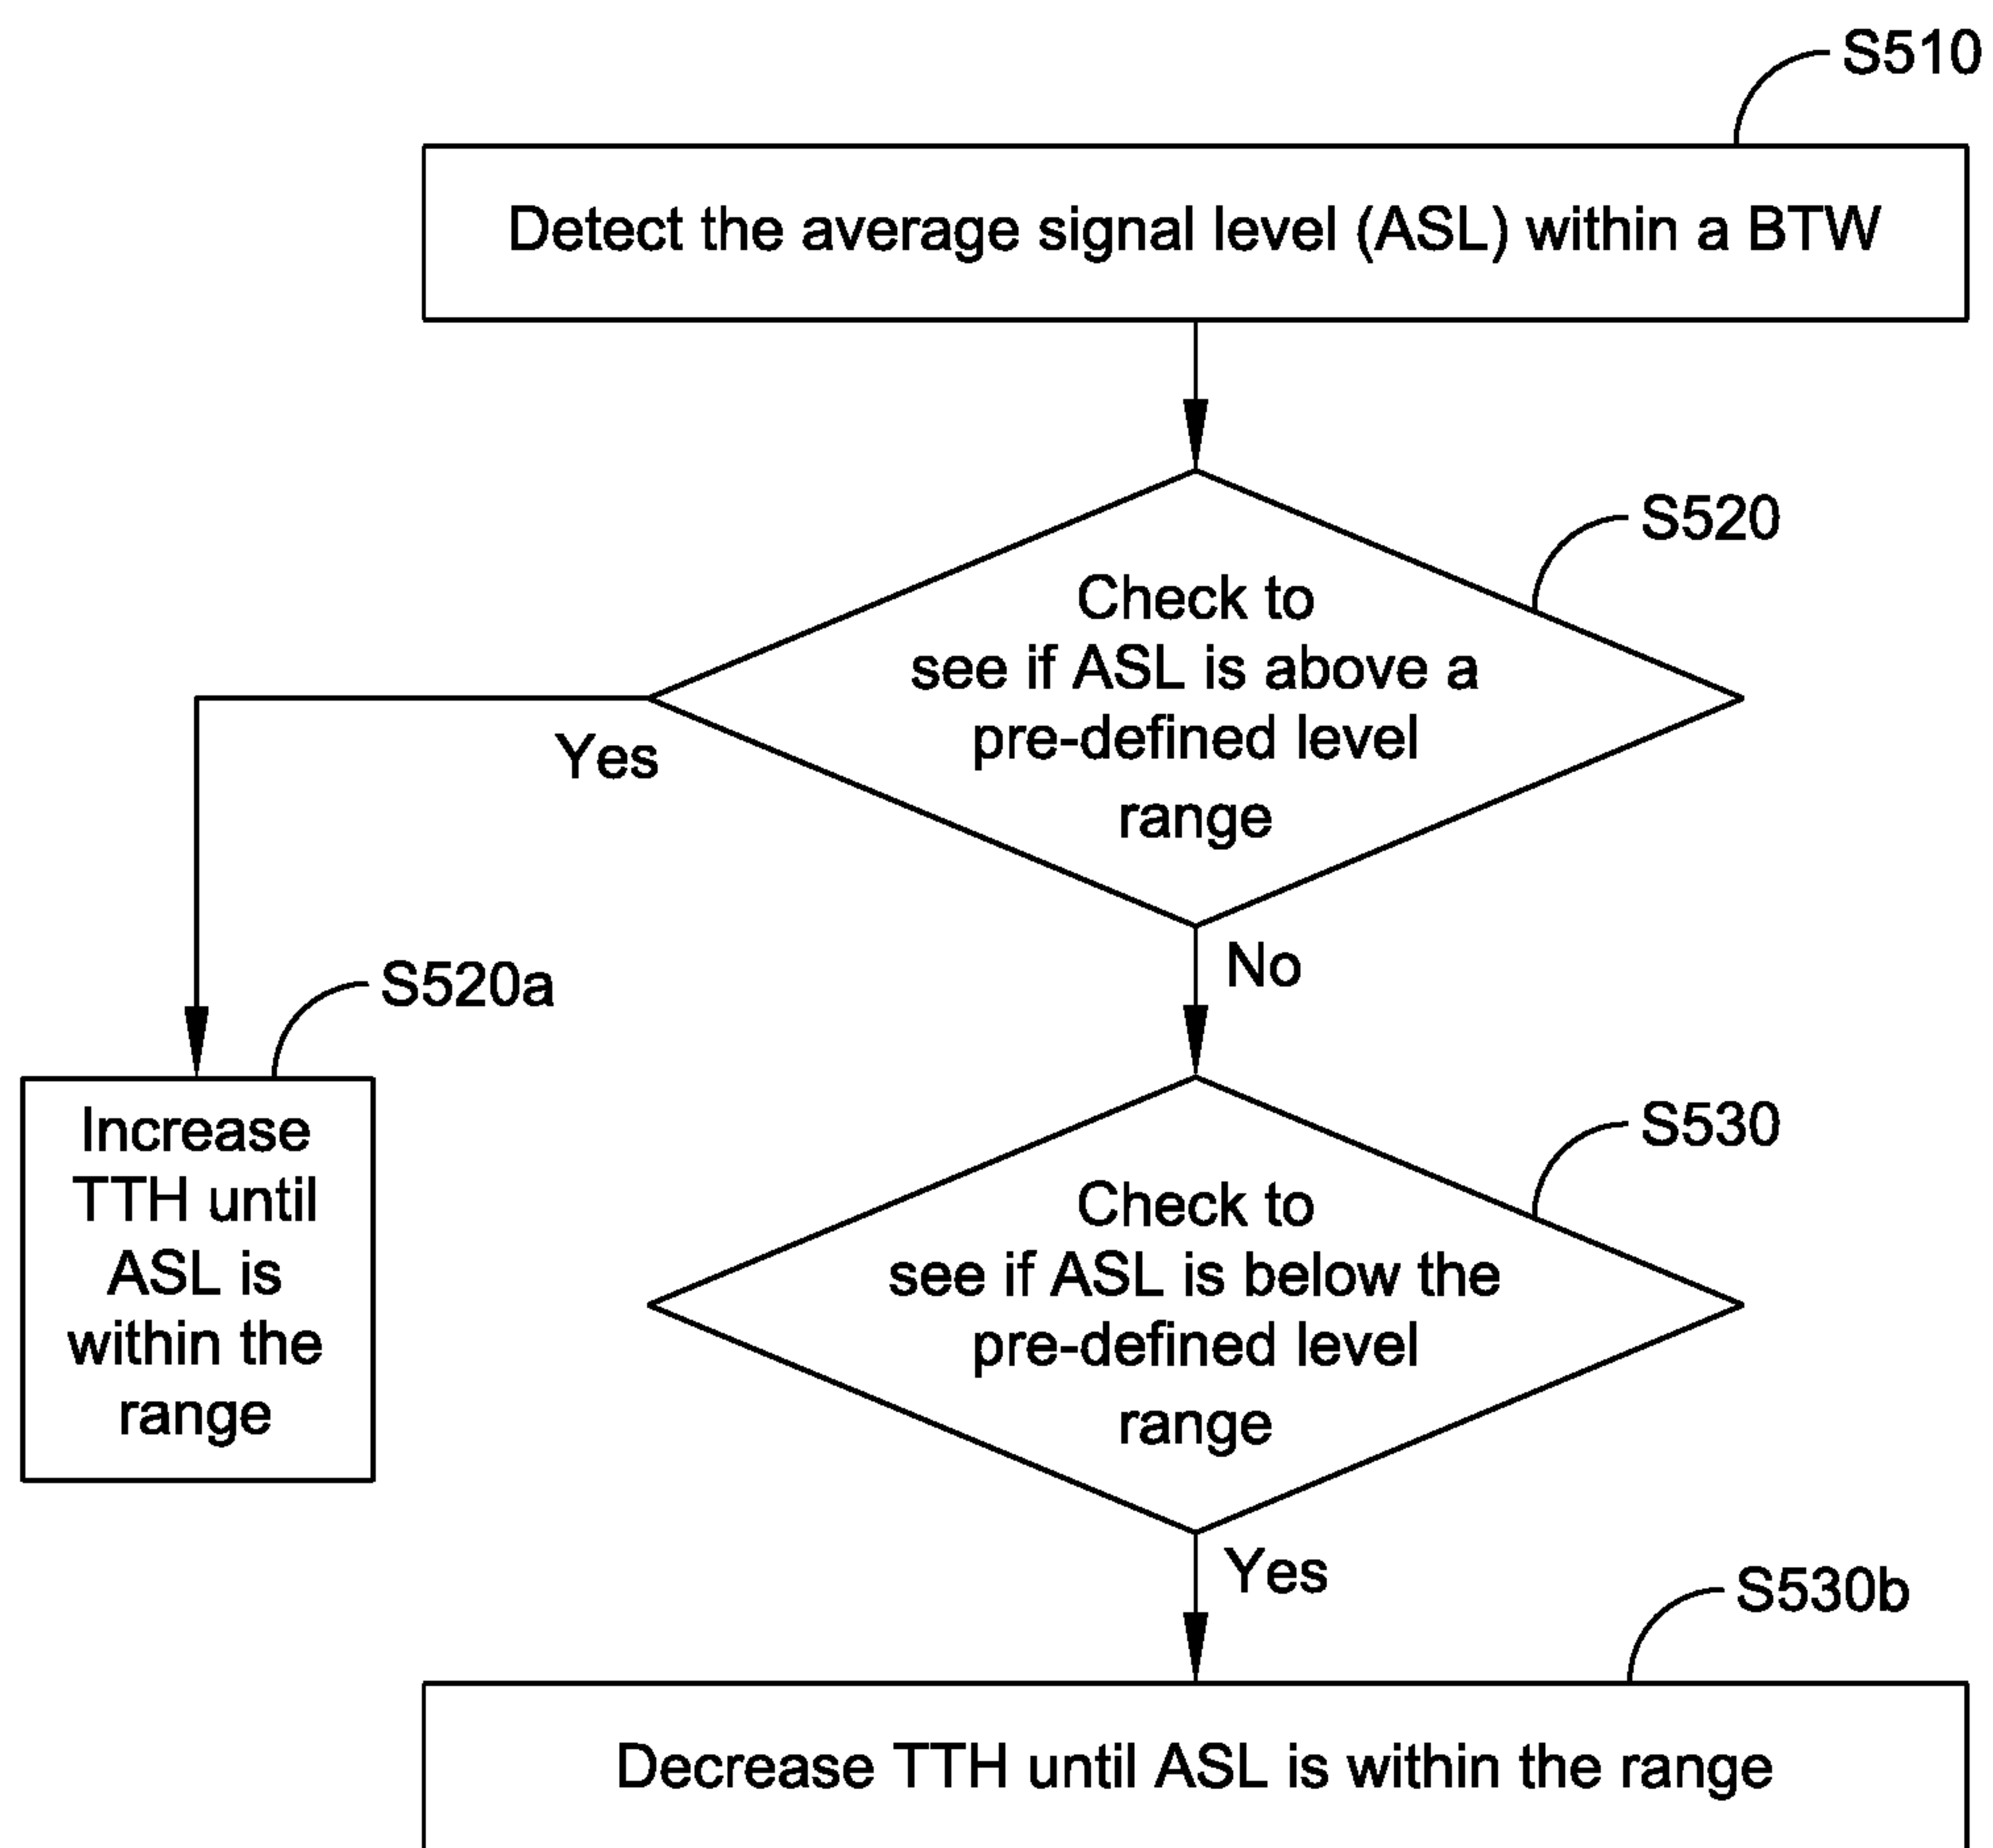 S510
Detect the average signal level (ASL) within a BTW
S520
Check to
see if ASL is above a
pre-defined level
range
Yes
No
S520a
Increase
TTH until
ASL is
within the
range
S530
Check to
see if ASL is below the
pre-defined level
range
Yes
S530b
Decrease TTH until ASL is within the range